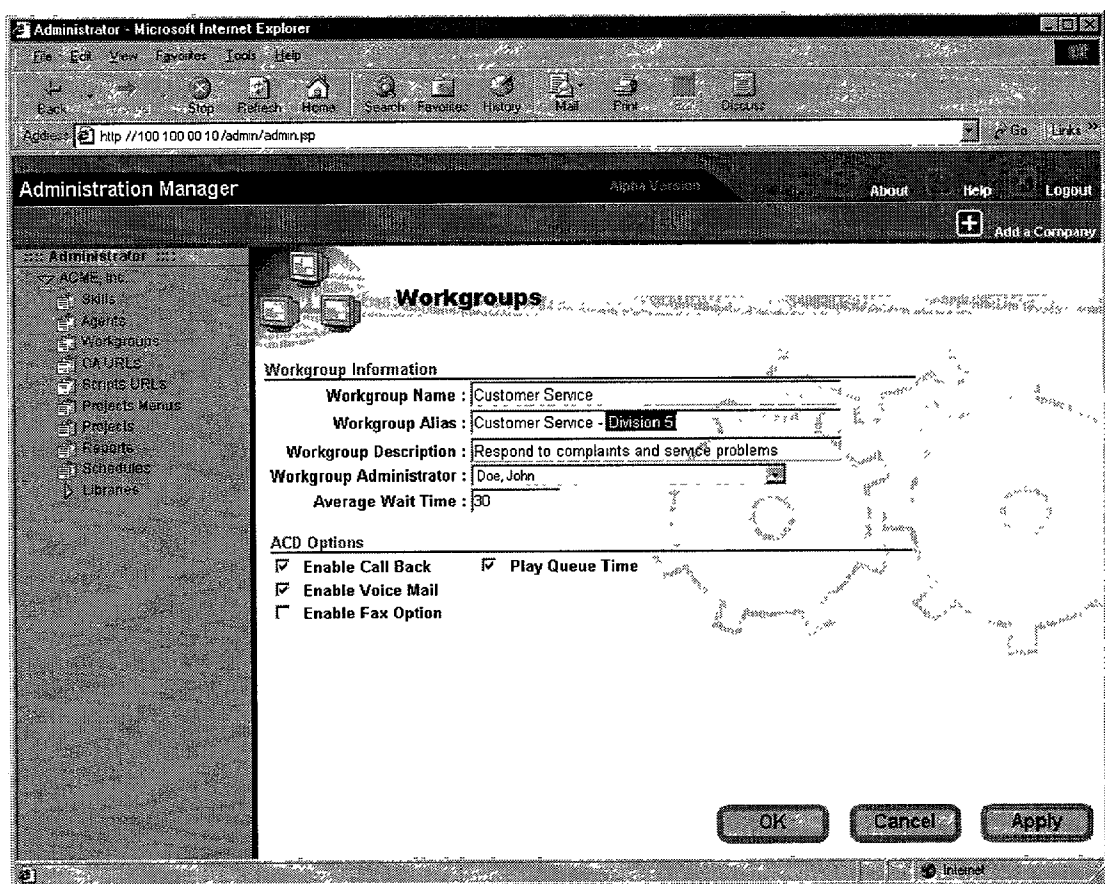 Administrator - Microsoft Internet Explorer
File Edit View Favorites Tools Help
Back Stop Refresh Home Search Favorites History Mail Print Edit Discuss
Address http //100 100 00 10/admin/admin.jsp Go Links »
Administration Manager Alpha Version About Help Logout
Add a Company
:::: Administrator ::::
ACME, Inc.
Skills
Agents
Workgroups
CA URLs
Scripts URLs
Projects Menus
Projects
Reports
Schedules
Libraries
Workgroups
Workgroup Information
Workgroup Name : Customer Service
Workgroup Alias : Customer Service - Division 5
Workgroup Description : Respond to complaints and service problems
Workgroup Administrator : Doe, John
Average Wait Time : 30
ACD Options
Enable Call Back Play Queue Time
Enable Voice Mail
Enable Fax Option
OK Cancel Apply
Internet